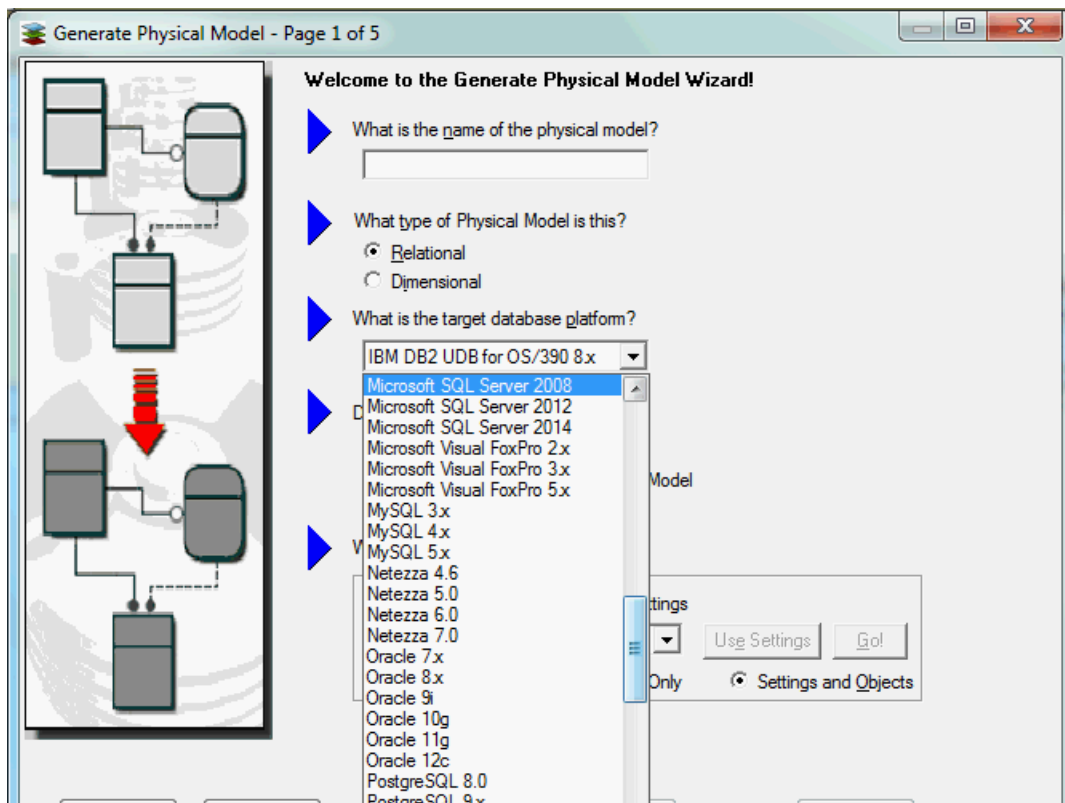 Generate Physical Model - Page 1 of 5
Welcome to the Generate Physical Model Wizard!
What is the name of the physical model?
What type of Physical Model is this?
Relational
Dimensional
What is the target database platform?
IBM DB2 UDB for OS/390 8.x
Microsoft SQL Server 2008
Microsoft SQL Server 2012
Microsoft SQL Server 2014
Microsoft Visual FoxPro 2.x
Microsoft Visual FoxPro 3.x
Microsoft Visual FoxPro 5.x
MySQL 3.x
MySQL 4.x
MySQL 5.x
Netezza 4.6
Netezza 5.0
Netezza 6.0
Netezza 7.0
Oracle 7.x
Oracle 8.x
Oracle 9i
Oracle 10g
Oracle 11g
Oracle 12c
PostgreSQL 8.0
PostgreSQL 9.x
Model
Use Settings
Go!
Only
Settings and Objects